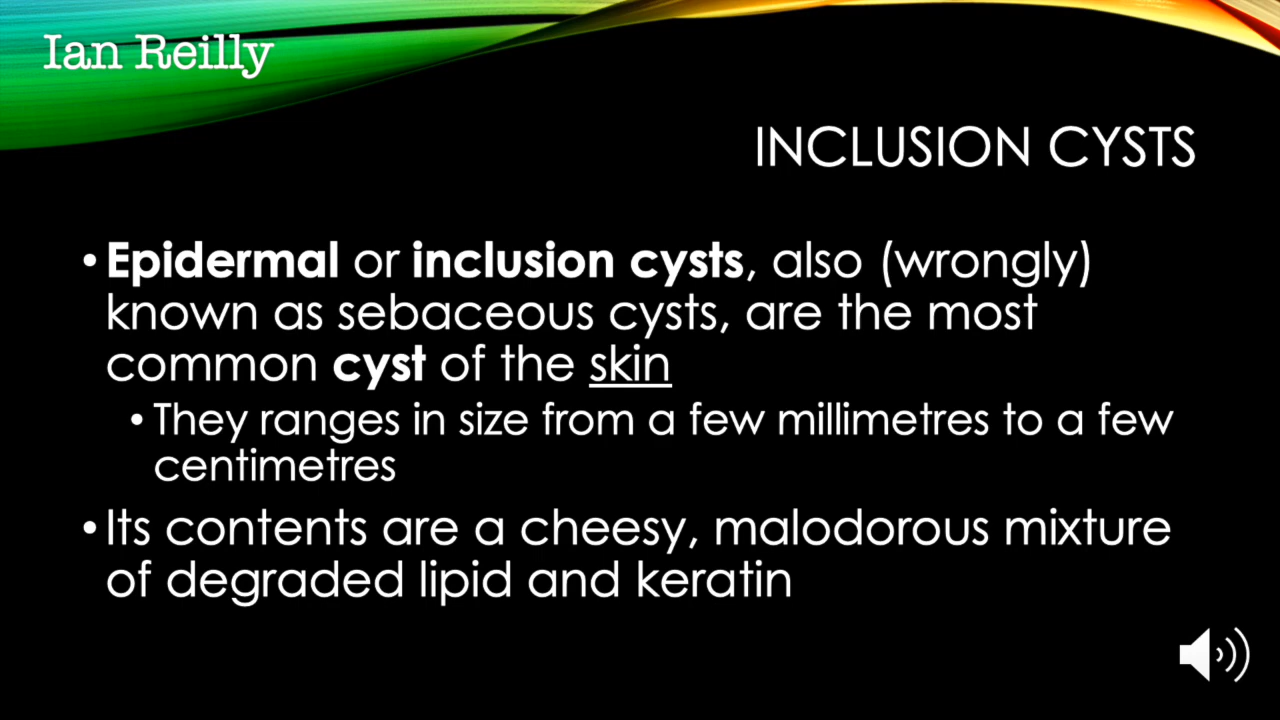 Ian Reilly
INCLUSION CYSTS
• Epidermal or inclusion cysts, also (wrongly)
known as sebaceous cysts, are the most
common cyst of the skin
• They ranges in size from a few millimetres to a few
centimetres
• Its contents are a cheesy, malodorous mixture
of degraded lipid and keratin